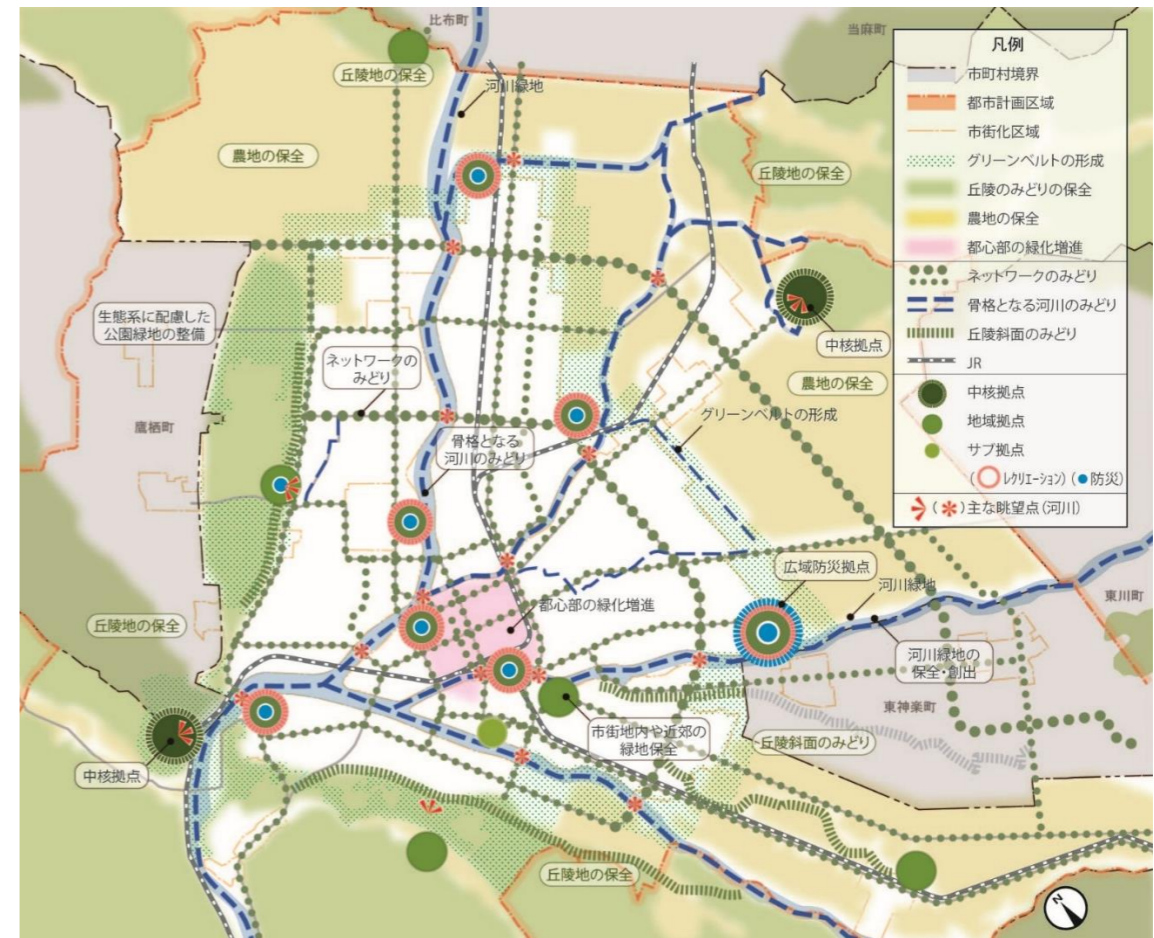 比布町
当麻町
丘陵地の保全
河川緑地
農地の保全
丘陵地の保全
凡例
市町村境界
都市計画区域
市街化区域
グリーンベルトの形成
丘陵のみどりの保全
農地の保全
都心部の緑化増進
ネットワークのみどり
骨格となる河川のみどり
丘陵斜面のみどり
JR
中核拠点
地域拠点
サブ拠点
(レクリエーション)(防災)
( )主な眺望点(河川)
生態系に配慮した
公園緑地の整備
中核拠点
ネットワークの
みどり
農地の保全
グリーンベルトの形成
鷹栖町
骨格となる
河川のみどり
広域防災拠点
河川緑地
都心部の緑化増進
東川町
丘陵地の保全
河川緑地の
保全・創出
東神楽町
市街地内や近郊の
緑地保全
丘陵斜面のみどり
中核拠点
丘陵地の保全
N